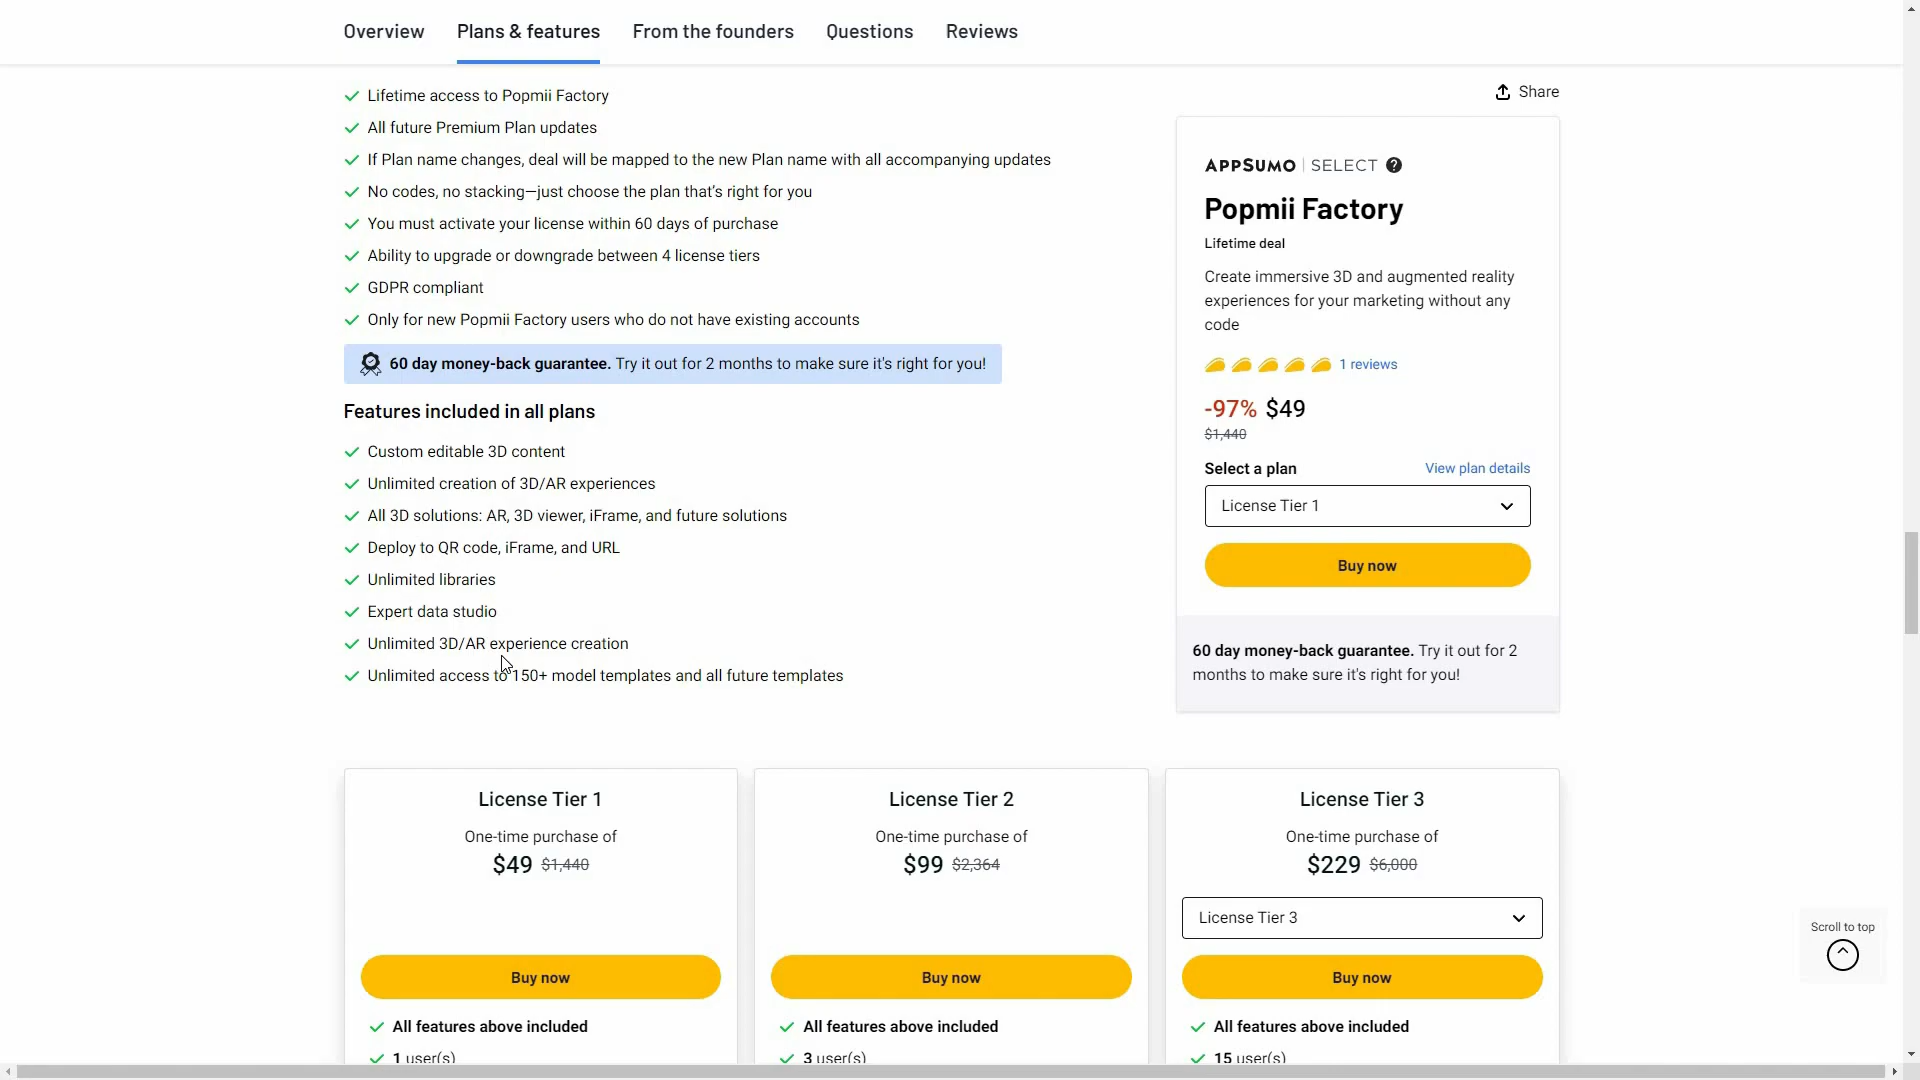 Overview Plans & features From the founders Questions Reviews
Lifetime access to Popmii Factory
All future Premium Plan updates
If Plan name changes, deal will be mapped to the new Plan name with all accompanying updates
No codes, no stacking—just choose the plan that's right for you
You must activate your license within 60 days of purchase
Ability to upgrade or downgrade between 4 license tiers
GDPR compliant
Only for new Popmii Factory users who do not have existing accounts
60 day money-back guarantee. Try it out for 2 months to make sure it's right for you!
Features included in all plans
Custom editable 3D content
Unlimited creation of 3D/AR experiences
All 3D solutions: AR, 3D viewer, iFrame, and future solutions
Deploy to QR code, iFrame, and URL
Unlimited libraries
Expert data studio
Unlimited 3D/AR experience creation
Unlimited access to 150+ model templates and all future templates
Share
APPSUMO | SELECT ?
Popmii Factory
Lifetime deal
Create immersive 3D and augmented reality
experiences for your marketing without any
code
1 reviews
-97% $49
$1,440
Select a plan View plan details
License Tier 1
Buy now
60 day money-back guarantee. Try it out for 2
months to make sure it's right for you!
License Tier 1
One-time purchase of
$49 $1,440
Buy now
All features above included
1 user(s)
License Tier 2
One-time purchase of
$99 $2,364
Buy now
All features above included
3 user(s)
License Tier 3
One-time purchase of
$229 $6,000
License Tier 3
Buy now
All features above included
15 user(s)
Scroll to top